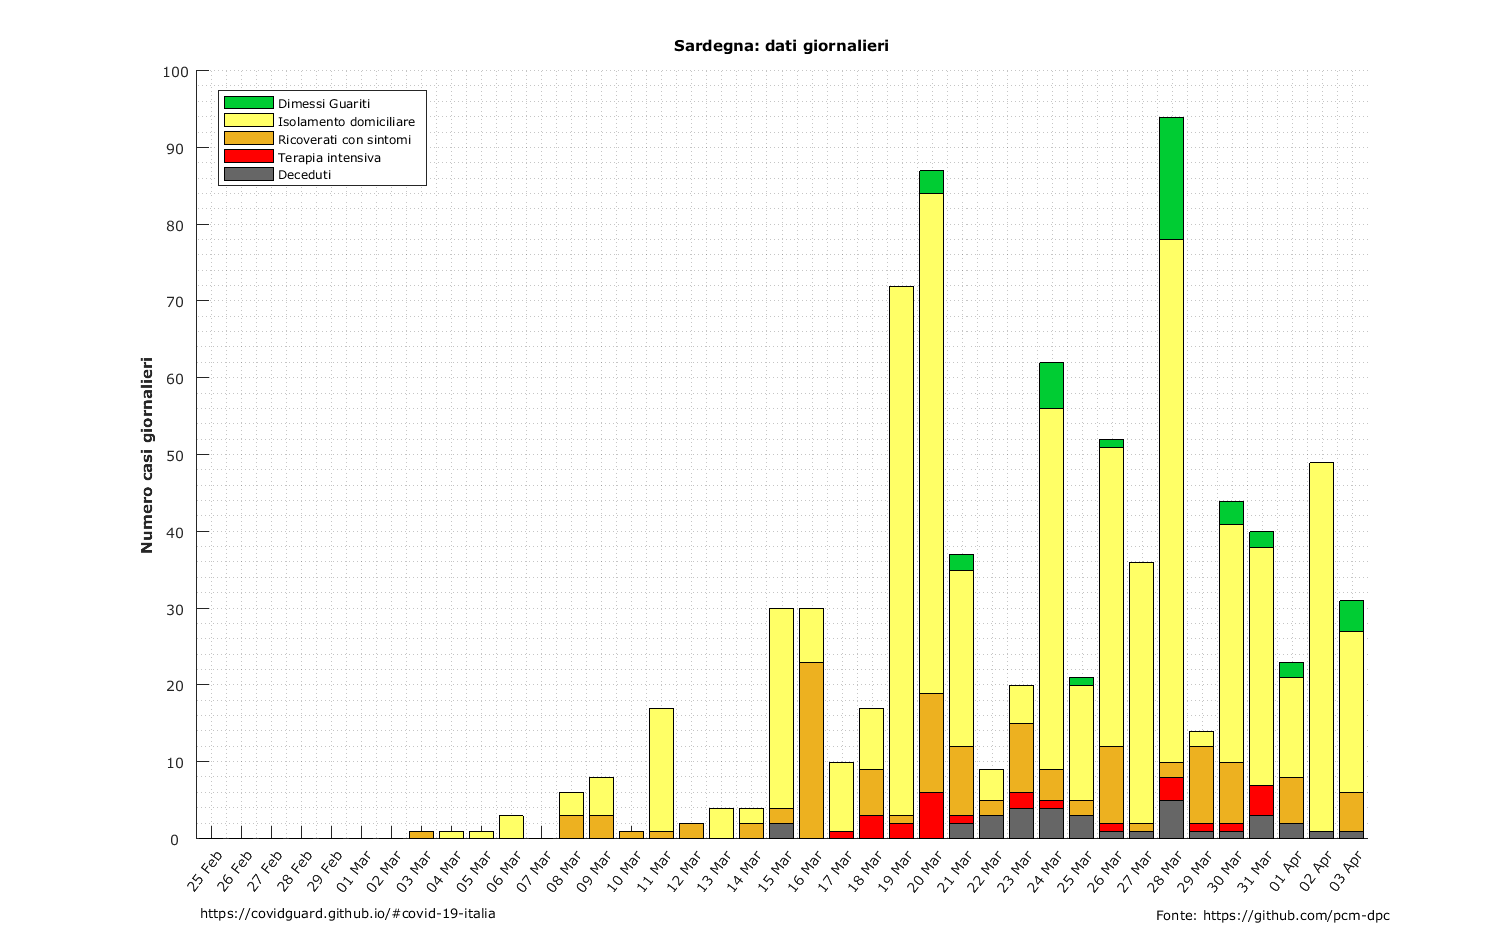 Sardegna: dati giornalieri
Dimessi Guariti
Isolamento domiciliare
Ricoverati con sintomi
Terapia intensiva
Deceduti
Numero casi giornalieri
100
90
80
70
60
50
40
30
20
10
0
25 Feb
26 Feb
27 Feb
28 Feb
29 Feb
01 Mar
02 Mar
03 Mar
04 Mar
05 Mar
06 Mar
07 Mar
08 Mar
09 Mar
10 Mar
11 Mar
12 Mar
13 Mar
14 Mar
15 Mar
16 Mar
17 Mar
18 Mar
19 Mar
20 Mar
21 Mar
22 Mar
23 Mar
24 Mar
25 Mar
26 Mar
27 Mar
28 Mar
29 Mar
30 Mar
31 Mar
01 Apr
02 Apr
03 Apr
https://covidguard.github.io/#covid-19-italia
Fonte: https://github.com/pcm-dpc